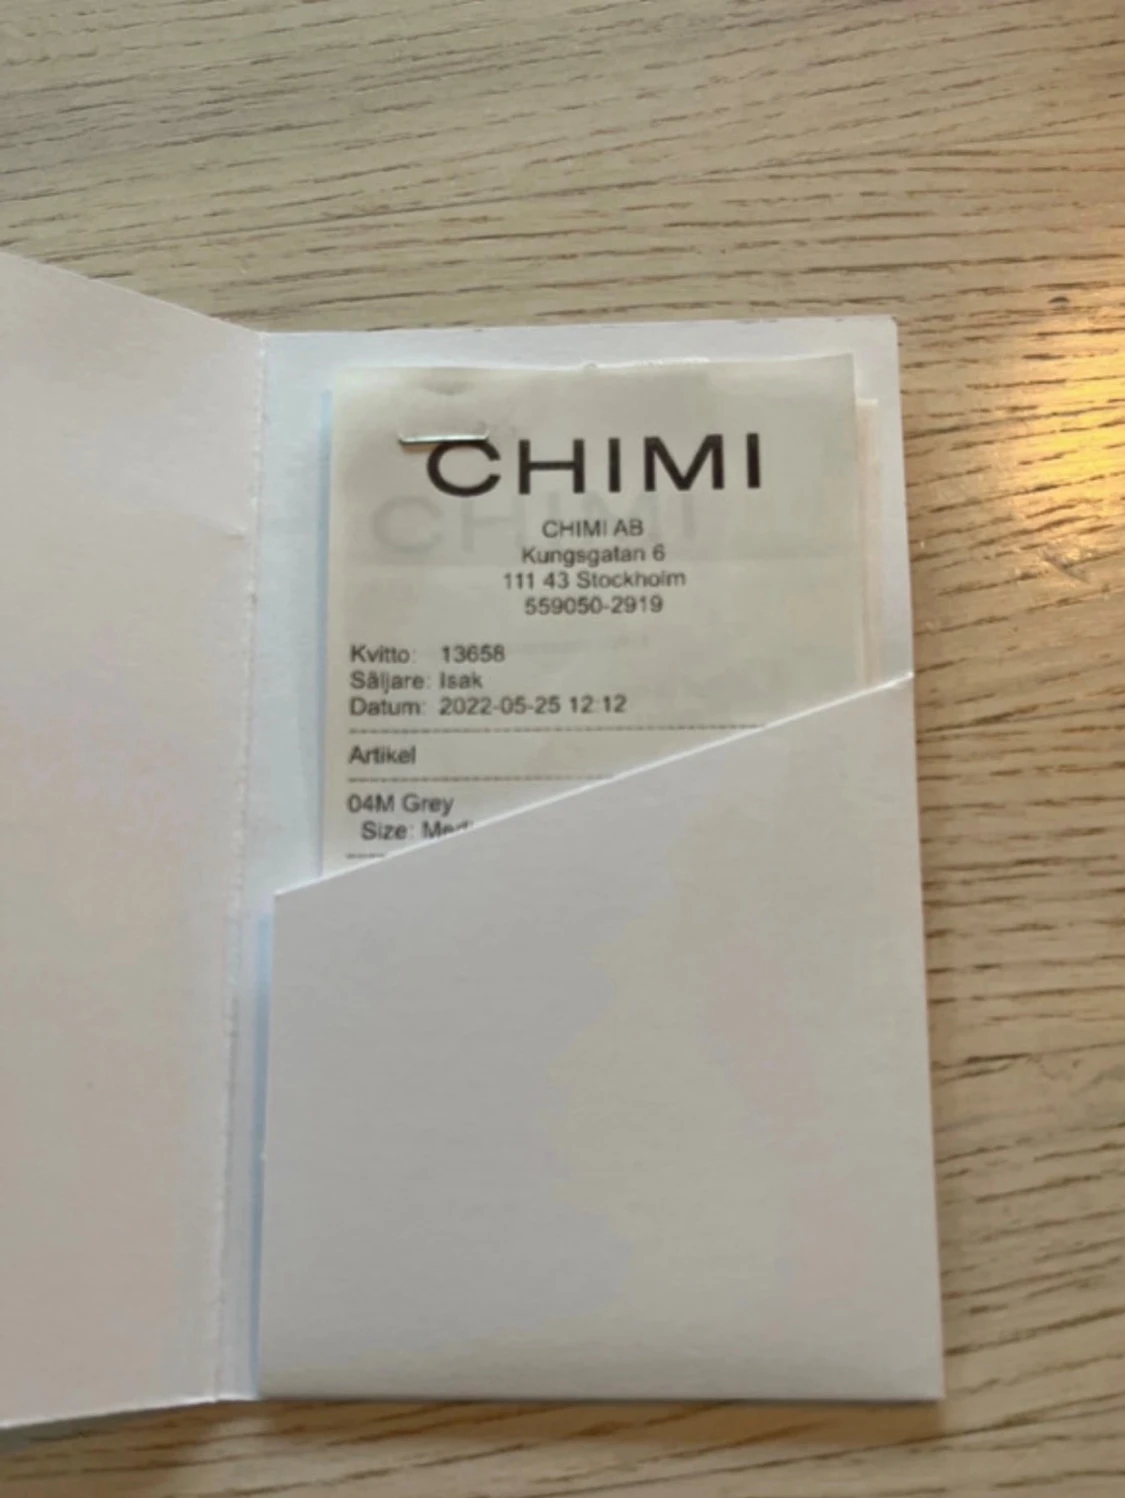 CHIMI
CHIMI AB
Kungsgatan 6
111 43 Stockholm
559050-2919
Kvitto: 13658
Säljare: Isak
Datum: 2022-05-25 12:12
Artikel
04M Grey
Size: